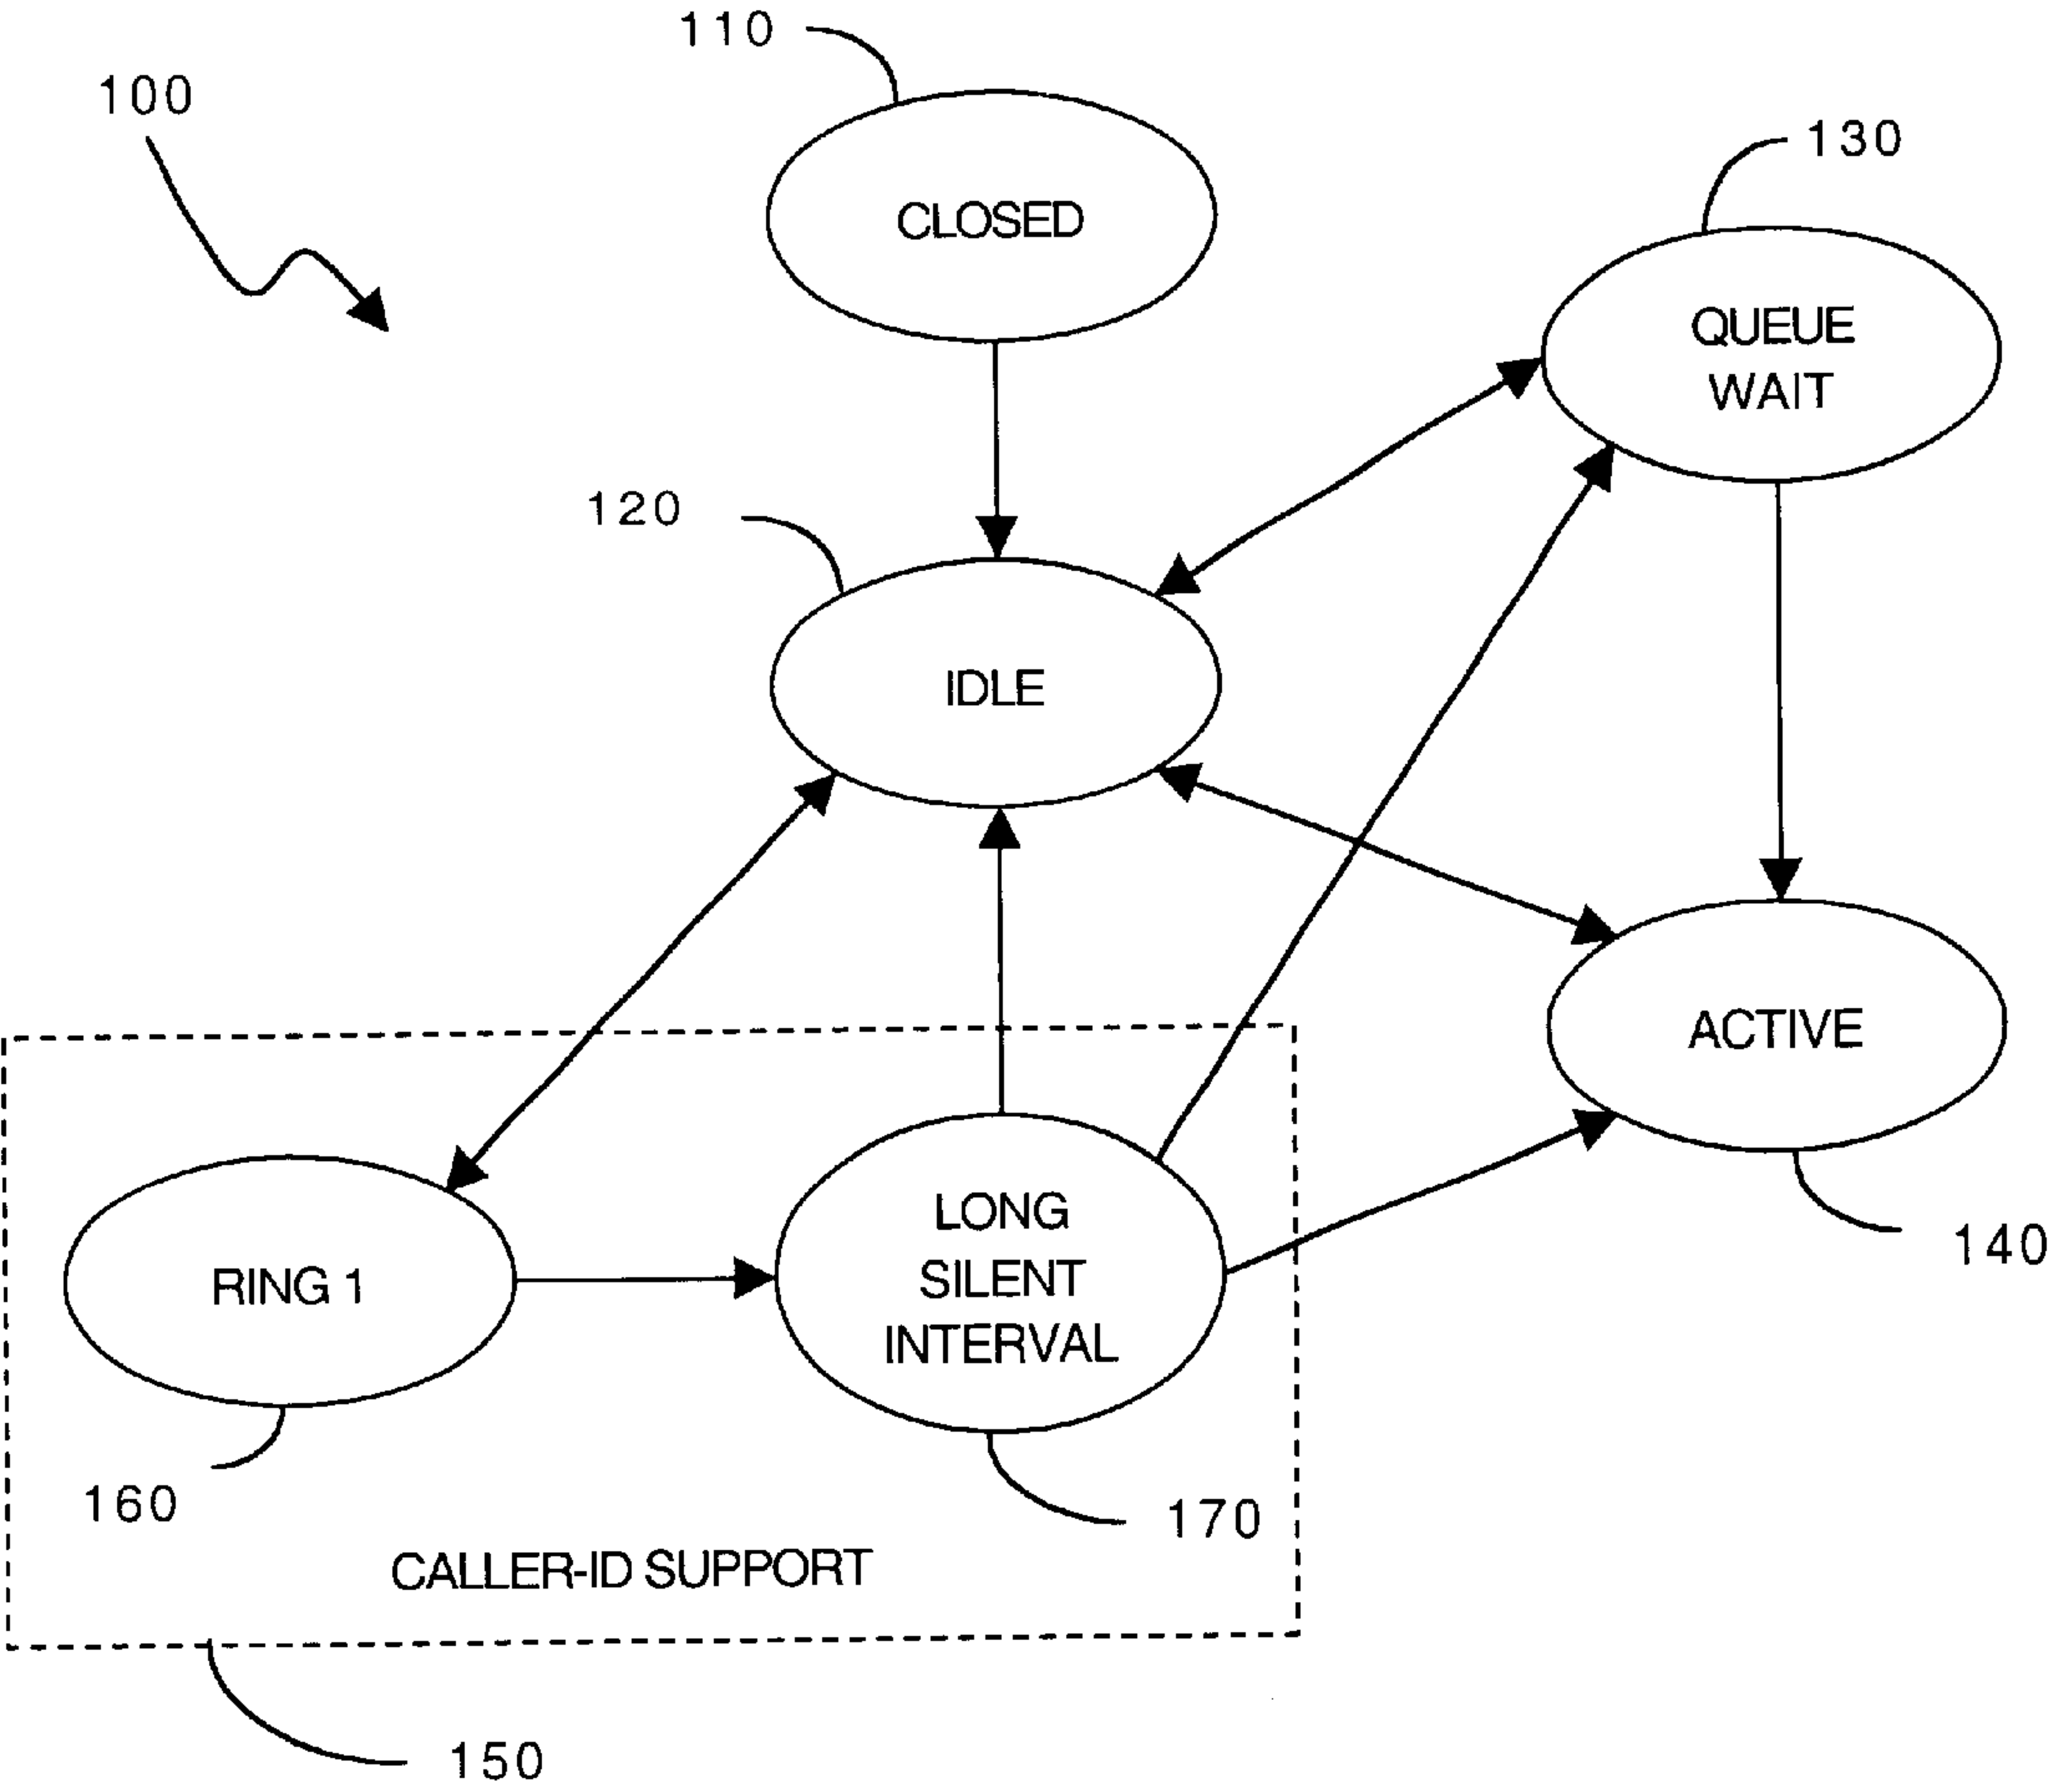 110
100
130
CLOSED
QUEUE
WAIT
120
IDLE
ACTIVE
LONG
SILENT
INTERVAL
RING 1
140
160
170
CALLER-ID SUPPORT
150